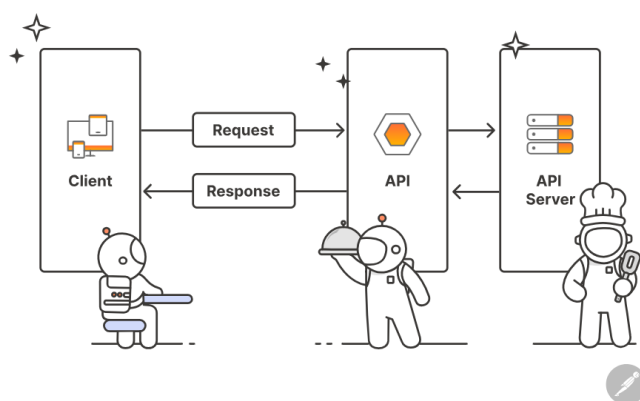 Request
Response
Client
API
API
Server